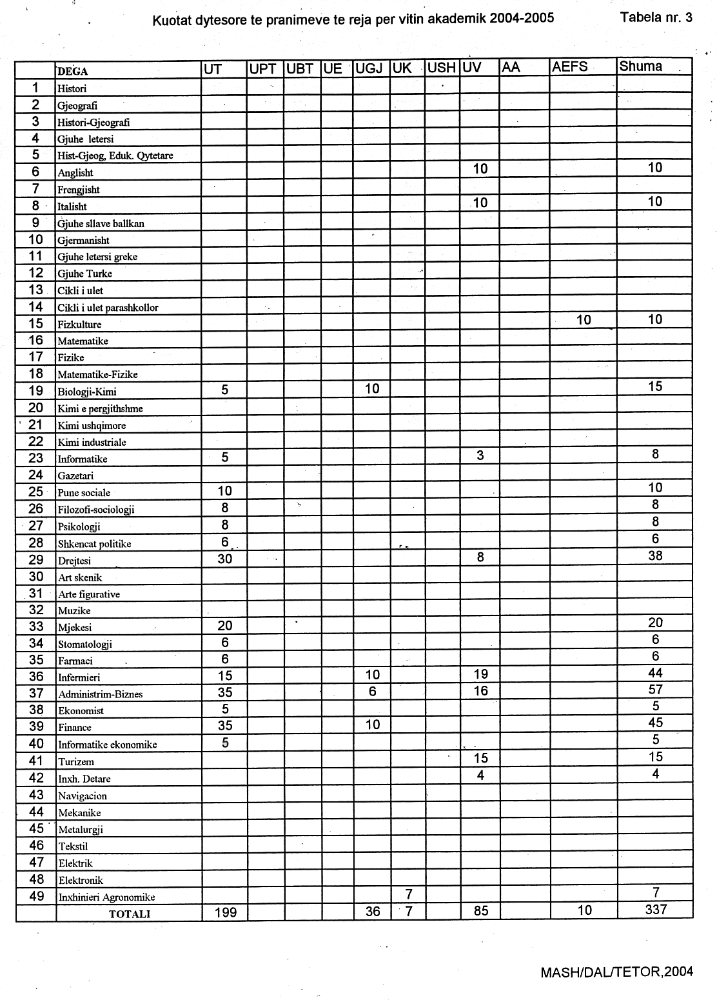 Kuotat dytesore te pranimeve te reja per vitin akademik 2004-2005 Tabela nr. 3
DEGA UT UPT UBT UE UGJ UK USH UV AA AEFS Shuma
1 Histori
2 Gjeografi
3 Histori-Gjeografi
4 Gjuhe letersi
5 Hist-Gjeog, Eduk. Qytetare
6 Anglisht 10 10
7 Frengjisht
8 Italisht 10 10
9 Gjuhe sllave ballkan
10 Gjermanisht
11 Gjuhe letersi greke
12 Gjuhe Turke
13 Cikli i ulet
14 Cikli i ulet parashkollor
15 Fizkulture 10 10
16 Matematike
17 Fizike
18 Matematike-Fizike
19 Biologji-Kimi 5 10 15
20 Kimi e pergjithshme
21 Kimi ushqimore
22 Kimi industriale
23 Informatike 5 3 8
24 Gazetari
25 Pune sociale 10 10
26 Filozofi-sociologji 8 8
27 Psikologji 8 8
28 Shkencat politike 6 6
29 Drejtesi 30 8 38
30 Art skenik
31 Arte figurative
32 Muzike
33 Mjekesi 20 20
34 Stomatologji 6 6
35 Farmaci 6 6
36 Infermieri 15 10 19 44
37 Administrim-Biznes 35 6 16 57
38 Ekonomist 5 5
39 Finance 35 10 45
40 Informatike ekonomike 5 5
41 Turizem 15 15
42 Inxh. Detare 4 4
43 Navigacion
44 Mekanike
45 Metalurgji
46 Tekstil
47 Elektrik
48 Elektronik
49 Inxhinieri Agronomike 7 7
TOTALI 199 36 7 85 10 337
MASH/DAL/TETOR,2004